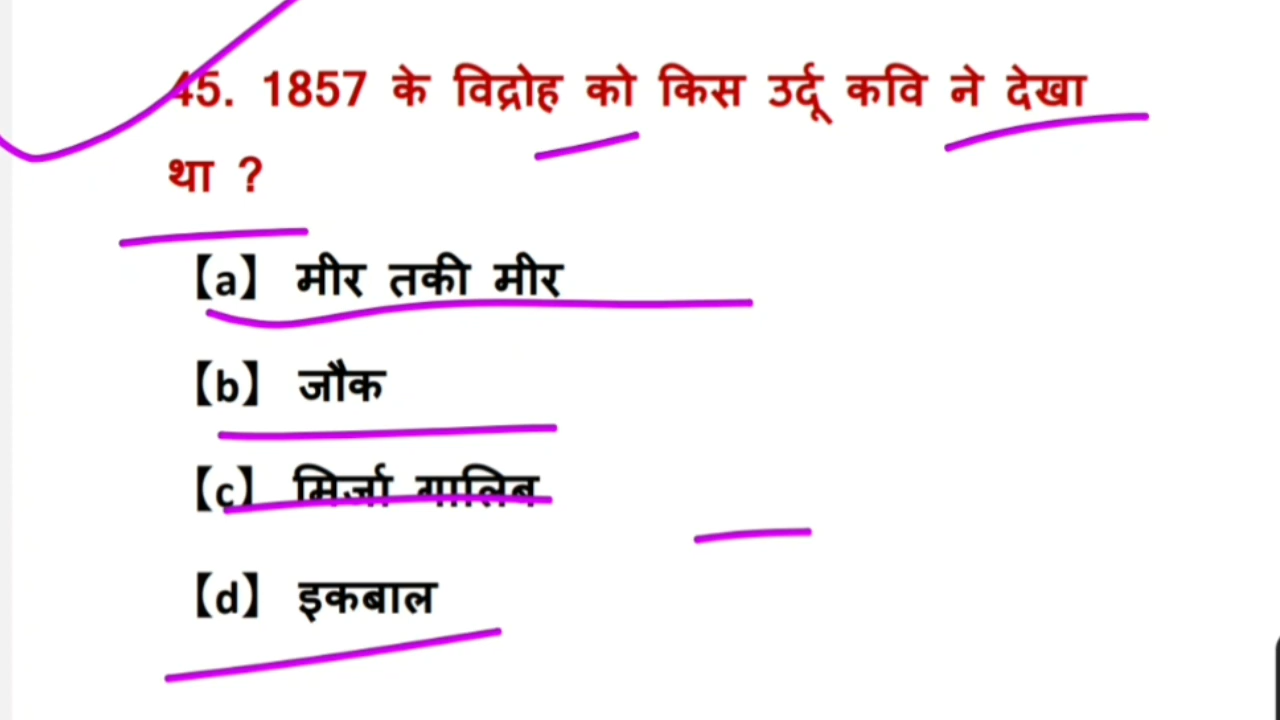 45. 1857 के विद्रोह को किस उर्दू कवि ने देखा
था ?
【a】 मीर तकी मीर
【b】 जौक
【c】 मिर्जा गालिब
【d】 इकबाल